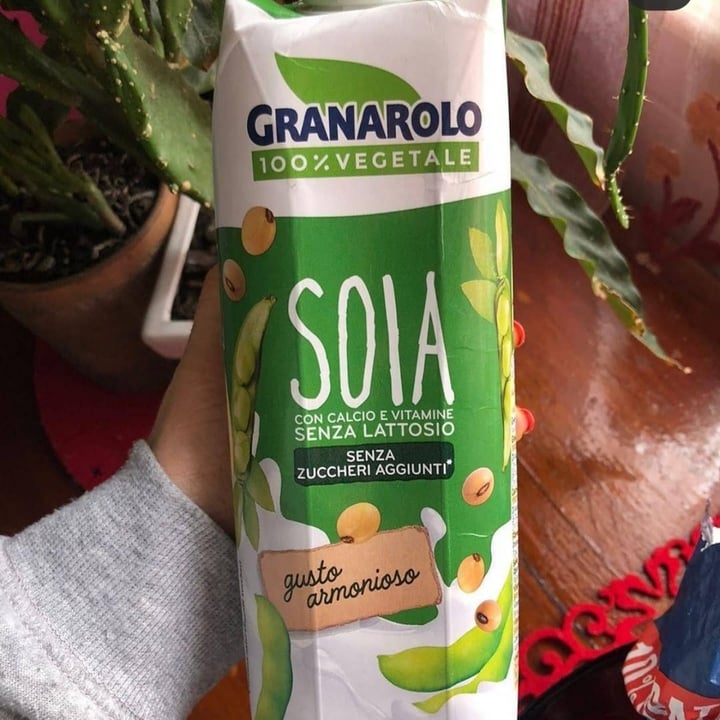 GRANAROLO
100% VEGETALE
SOIA
CON CALCIO E VITAMINE
SENZA LATTOSIO
SENZA
ZUCCHERI AGGIUNTI*
gusto
armonioso